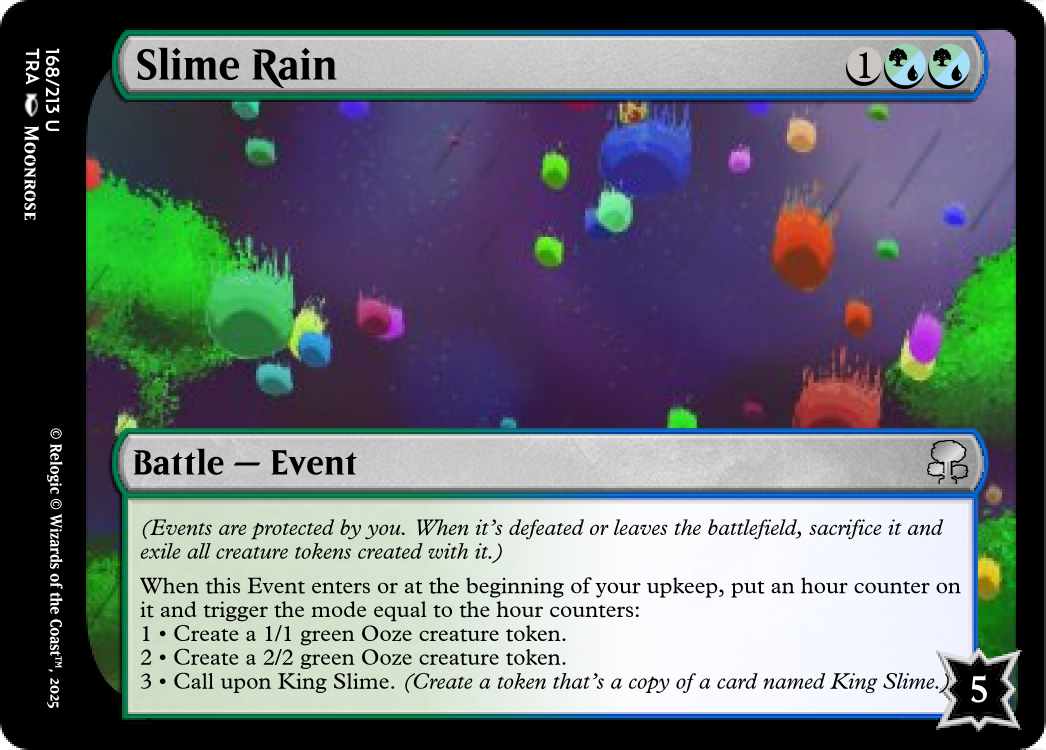 Slime Rain
1
Battle — Event
(Events are protected by you. When it's defeated or leaves the battlefield, sacrifice it and
exile all creature tokens created with it.)
When this Event enters or at the beginning of your upkeep, put an hour counter on
it and trigger the mode equal to the hour counters:
1 • Create a 1/1 green Ooze creature token.
2 • Create a 2/2 green Ooze creature token.
3 • Call upon King Slime. (Create a token that's a copy of a card named King Slime.)
5
168/213 U
TRA Moonrose
© Relogic © Wizards of the Coast™, 2025